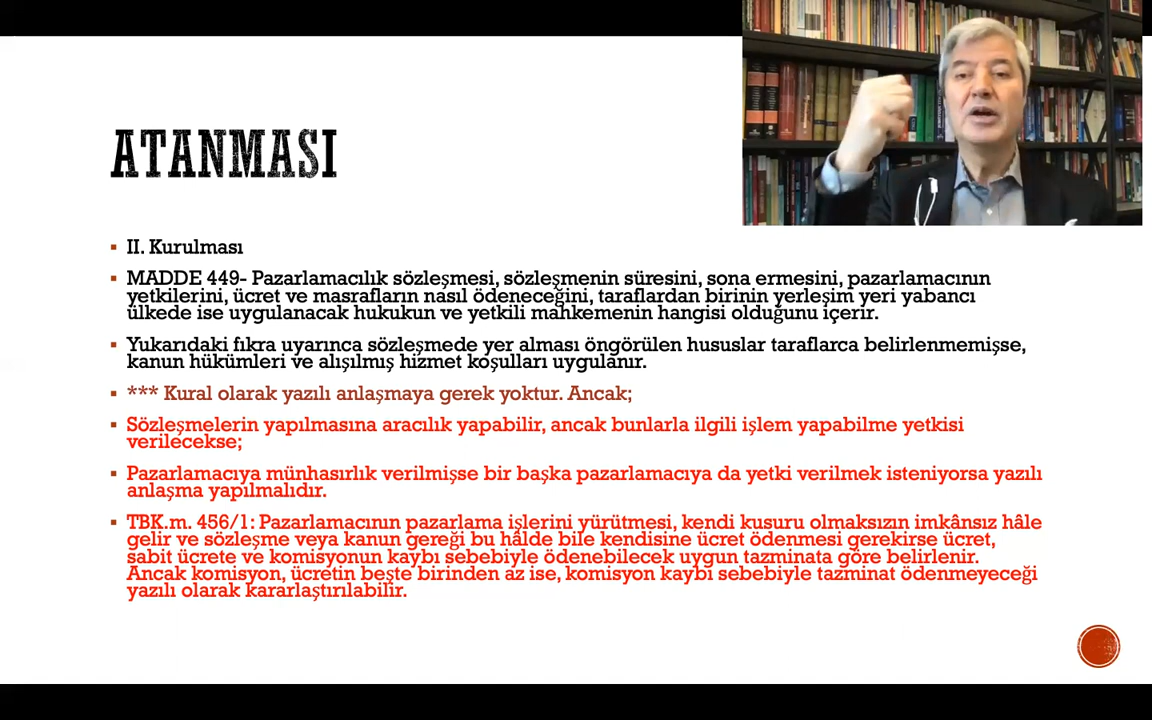 ATANMASI
▪ II. Kurulması
▪ MADDE 449- Pazarlamacılık sözleşmesi, sözleşmenin süresini, sona ermesini, pazarlamacının
yetkilerini, ücret ve masrafların nasıl ödeneceğini, taraflardan birinin yerleşim yeri yabancı
ülkede ise uygulanacak hukukun ve yetkili mahkemenin hangisi olduğunu içerir.
▪ Yukarıdaki fıkra uyarınca sözleşmede yer alması öngörülen hususlar taraflarca belirlenmemişse,
kanun hükümleri ve alışılmış hizmet koşulları uygulanır.
▪ *** Kural olarak yazılı anlaşmaya gerek yoktur. Ancak;
▪ Sözleşmelerin yapılmasına aracılık yapabilir, ancak bunlarla ilgili işlem yapabilme yetkisi
verilecekse;
▪ Pazarlamacıya münhasırlık verilmişse bir başka pazarlamacıya da yetki verilmek isteniyorsa yazılı
anlaşma yapılmalıdır.
▪ TBK.m. 456/1: Pazarlamacının pazarlama işlerini yürütmesi, kendi kusuru olmaksızın imkânsız hâle
gelir ve sözleşme veya kanun gereği bu hâlde bile kendisine ücret ödenmesi gerekirse ücret,
sabit ücrete ve komisyonun kaybı sebebiyle ödenebilecek uygun tazminata göre belirlenir.
Ancak komisyon, ücretin beşte birinden az ise, komisyon kaybı sebebiyle tazminat ödenmeyeceği
yazılı olarak kararlaştırılabilir.